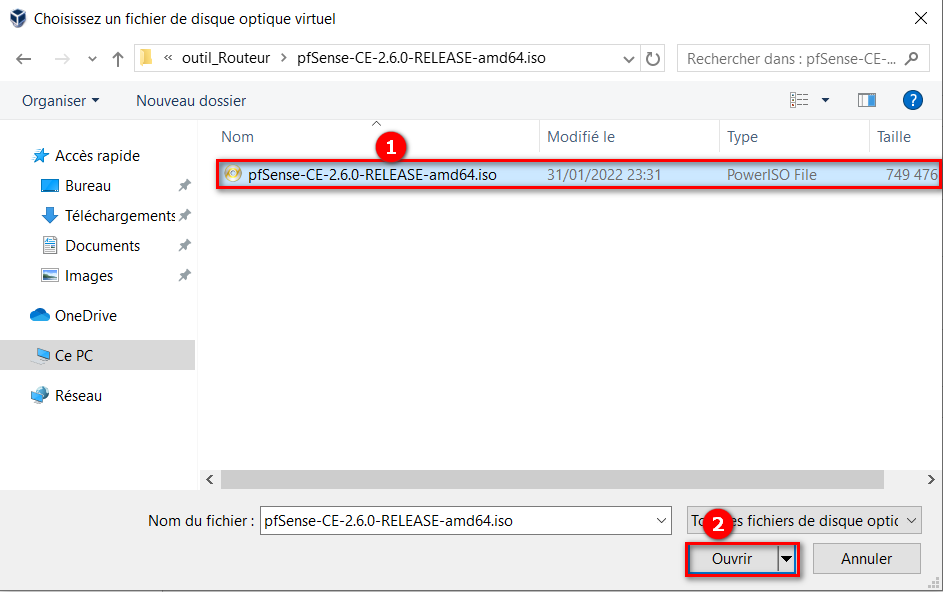 Choisissez un fichier de disque optique virtuel
« outil_Routeur > pfSense-CE-2.6.0-RELEASE-amd64.iso
Rechercher dans : pfSense-CE-...
Organiser
Nouveau dossier
?
Nom
Modifié le
Type
Taille
1
pfSense-CE-2.6.0-RELEASE-amd64.iso
31/01/2022 23:31
PowerISO File
749 476
Accès rapide
Bureau
Téléchargements
Documents
Images
OneDrive
Ce PC
Réseau
Nom du fichier :
pfSense-CE-2.6.0-RELEASE-amd64.iso
2
fichiers de disque optic
Ouvrir
Annuler